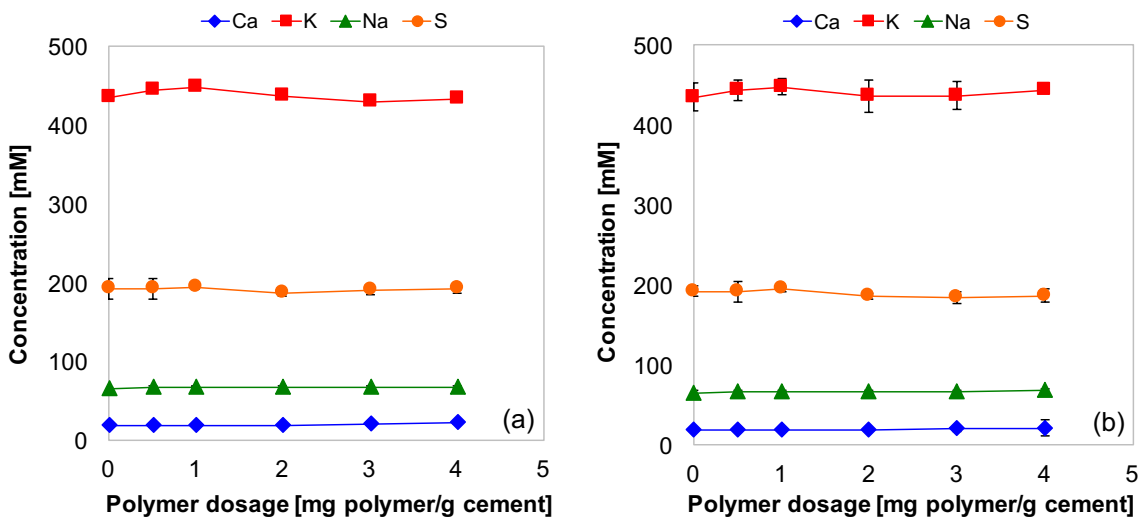 Ca K Na S
500
400
300
200
100
0
0 1 2 3 4 5
Concentration [mM]
Polymer dosage [mg polymer/g cement]
(a)
Ca K Na S
500
400
300
200
100
0
0 1 2 3 4 5
Concentration [mM]
Polymer dosage [mg polymer/g cement]
(b)